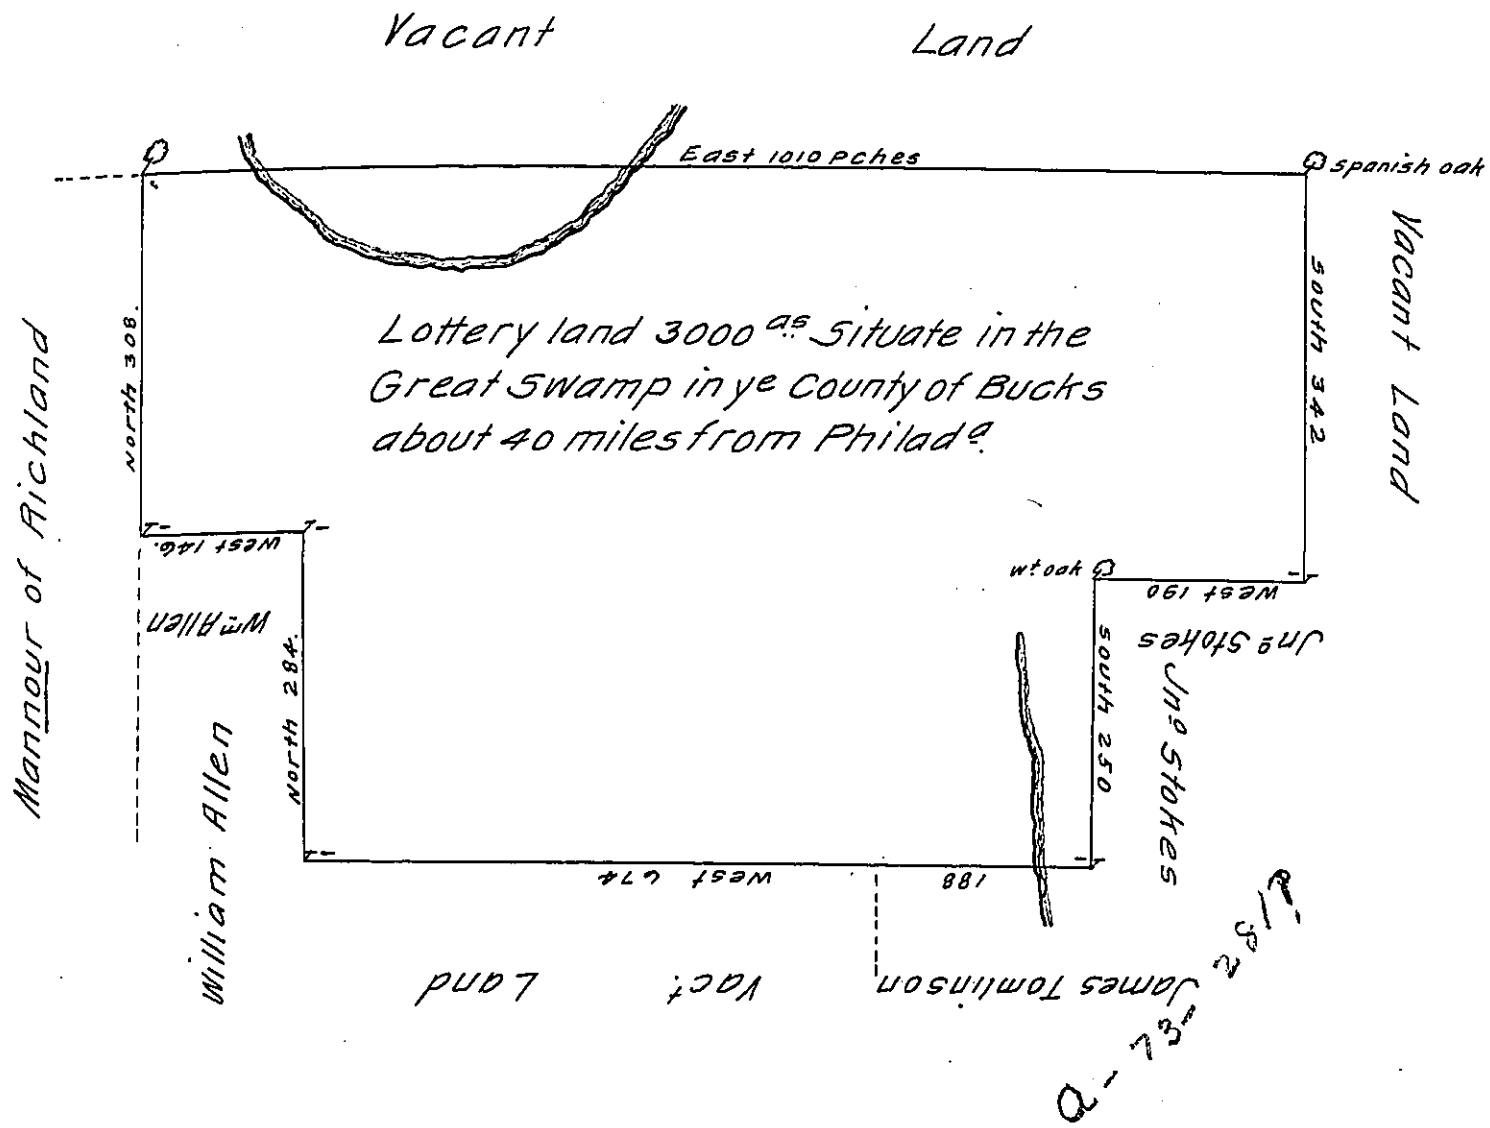 Vacant Land
East 1010 Pches
Spanish oak
Vacant Land
South 342
North 308.
Mannour of Richland
Lottery land 3000 as. Situate in the
Great Swamp in ye County of Bucks
about 40 miles from Philada.
West 146.
Wm Allen
North 284.
William Allen
wt. oak
West 190
Jno Stokes
South 250
Jno Stokes
188
West 674
James Tomlinson
Vact. Land